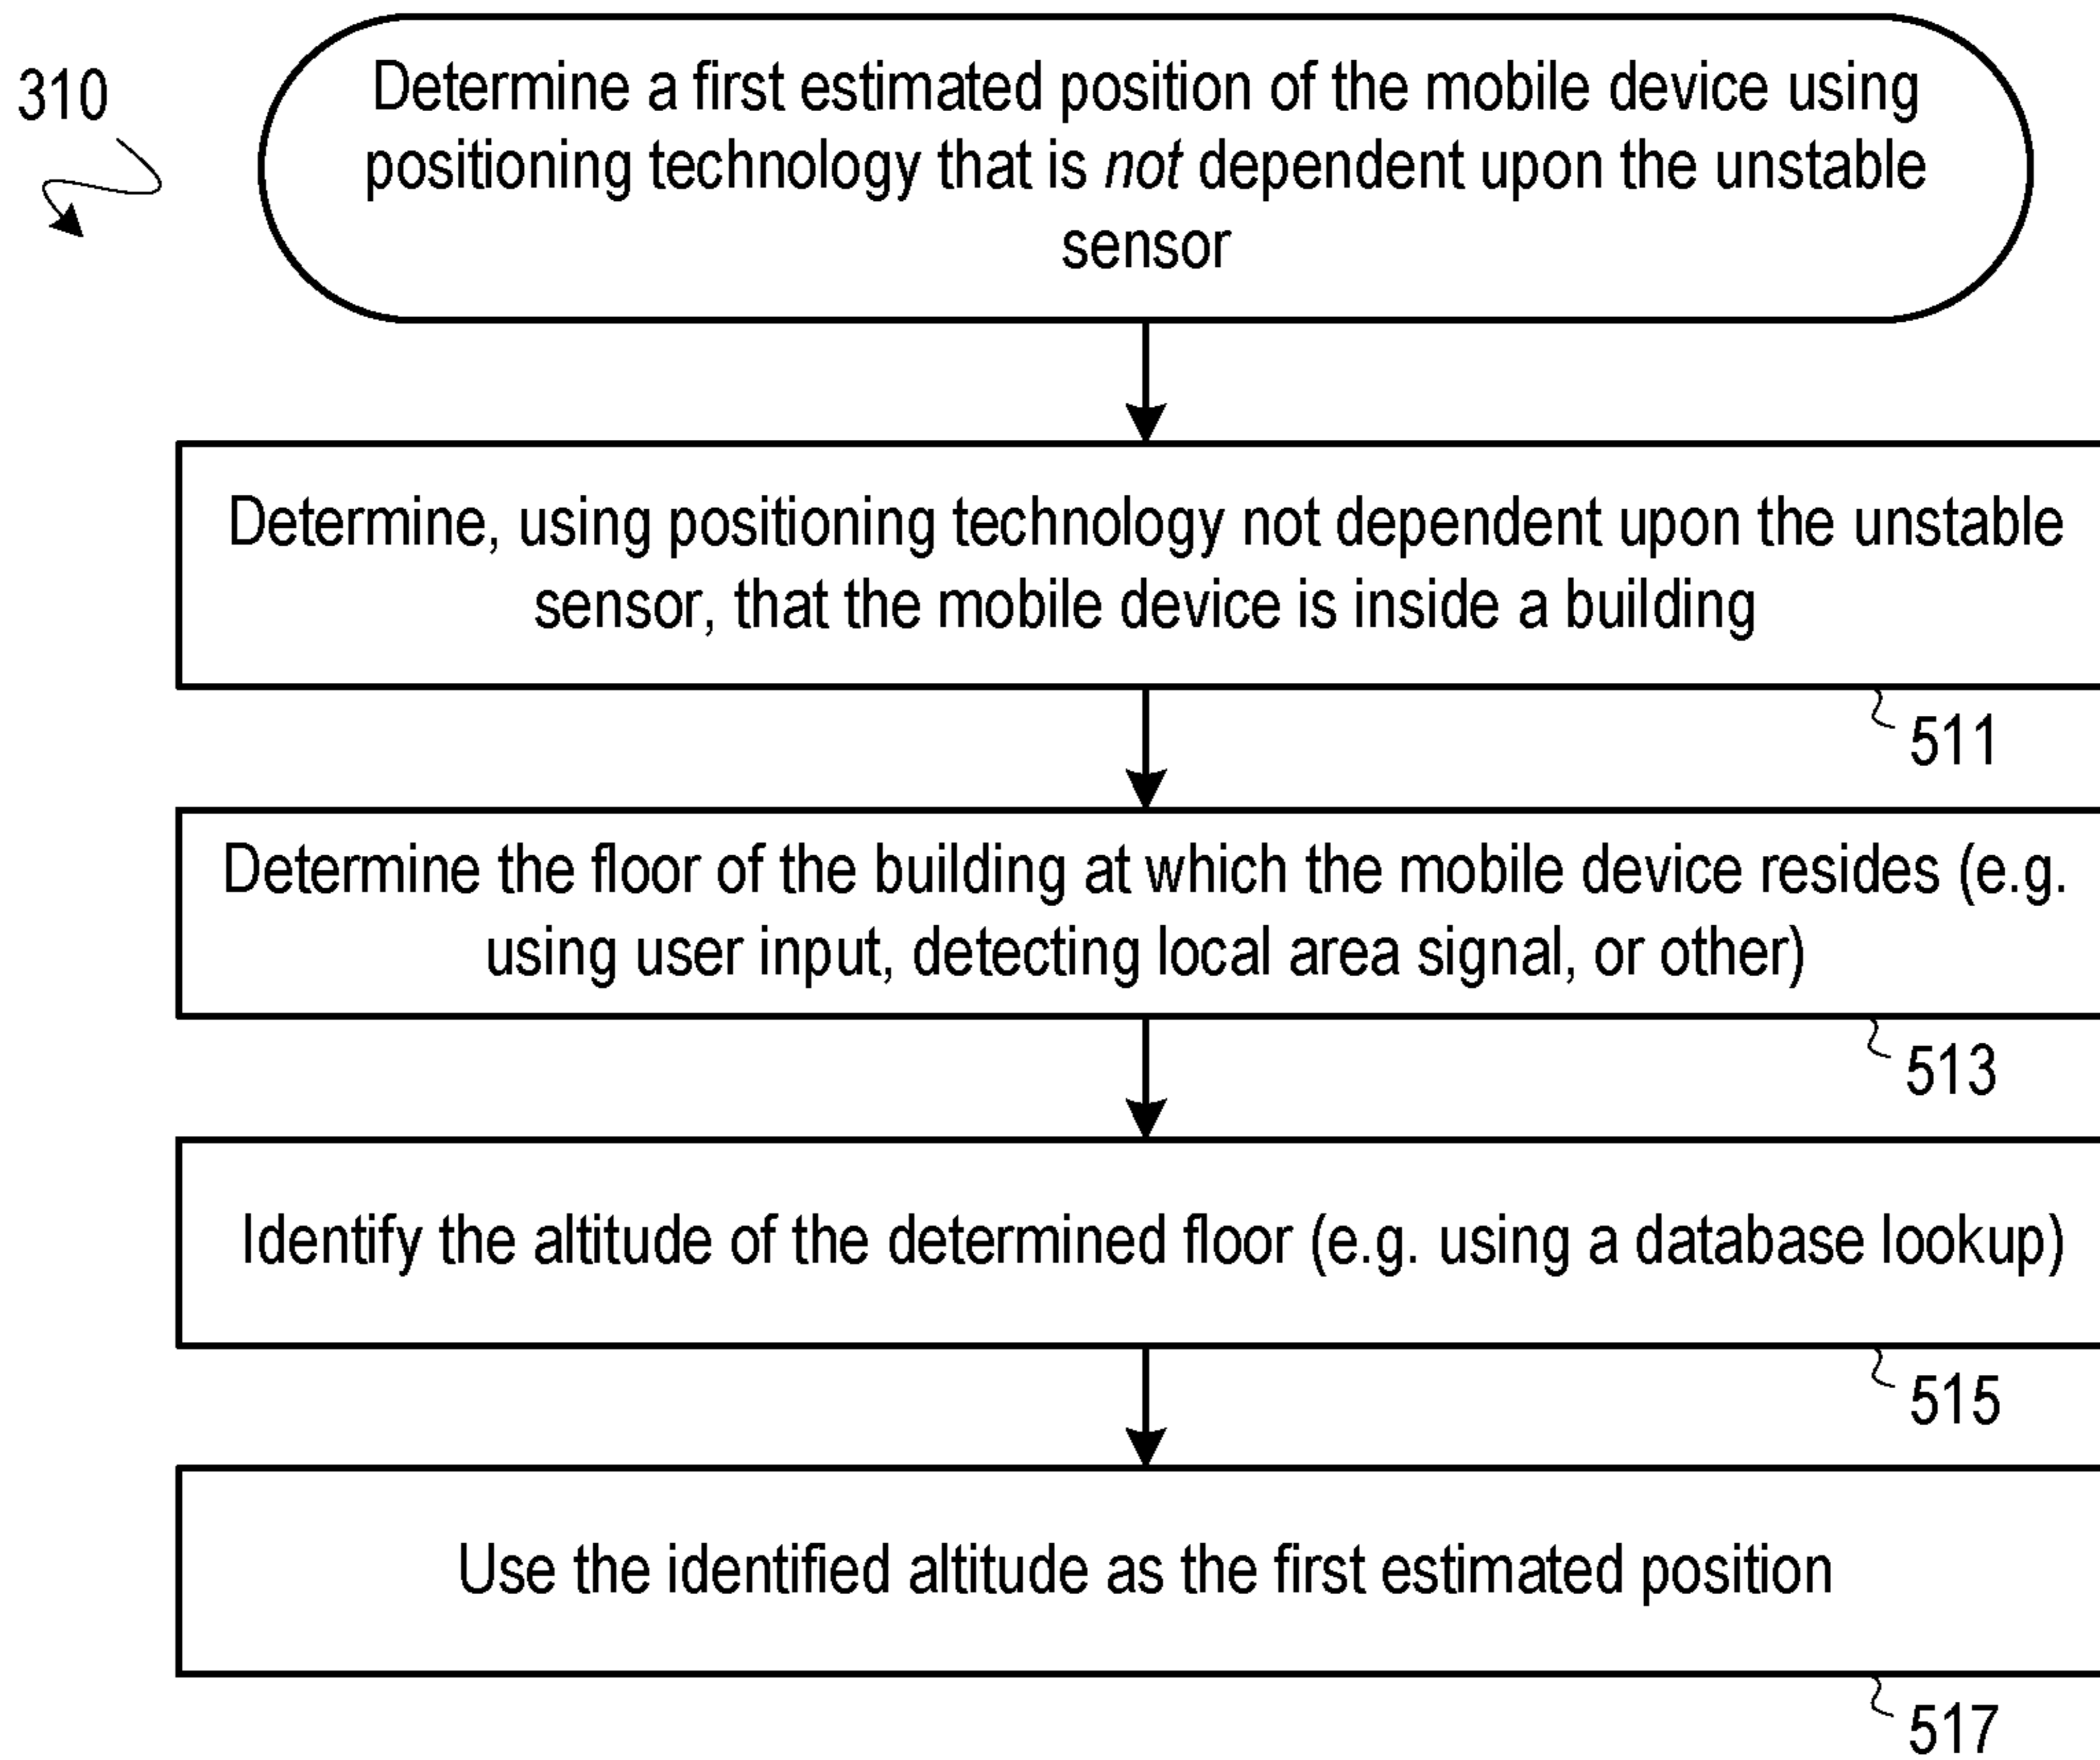 310
Determine a first estimated position of the mobile device using
positioning technology that is not dependent upon the unstable
sensor
Determine, using positioning technology not dependent upon the unstable
sensor, that the mobile device is inside a building
511
Determine the floor of the building at which the mobile device resides (e.g.
using user input, detecting local area signal, or other)
513
Identify the altitude of the determined floor (e.g. using a database lookup)
515
Use the identified altitude as the first estimated position
517